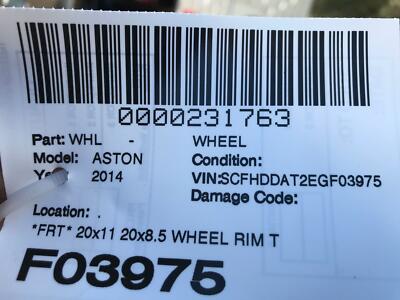 0000231763
Part: WHL - WHEEL
Model: ASTON Condition:
2014 VIN:SCFHDDAT2EGF03975
Damage Code:
Location: .
*FRT* 20x11 20x8.5 WHEEL RIM T
F03975